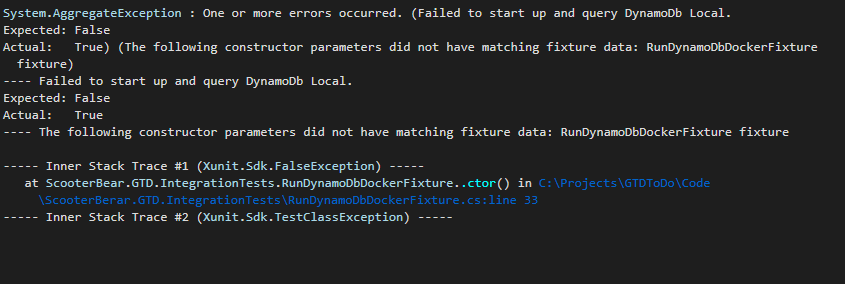 System.AggregateException : One or more errors occurred. (Failed to start up and query DynamoDb Local.
Expected: False
Actual:   True) (The following constructor parameters did not have matching fixture data: RunDynamoDbDockerFixture
fixture)
---- Failed to start up and query DynamoDb Local.
Expected: False
Actual:   True
---- The following constructor parameters did not have matching fixture data: RunDynamoDbDockerFixture fixture

----- Inner Stack Trace #1 (Xunit.Sdk.FalseException) -----
at ScooterBear.GTD.IntegrationTests.RunDynamoDbDockerFixture..ctor() in C:\Projects\GTDToDo\Code
\ScooterBerar.GTD.IntegrationTests\RunDynamoDbDockerFixture.cs:line 33
----- Inner Stack Trace #2 (Xunit.Sdk.TestClassException) -----